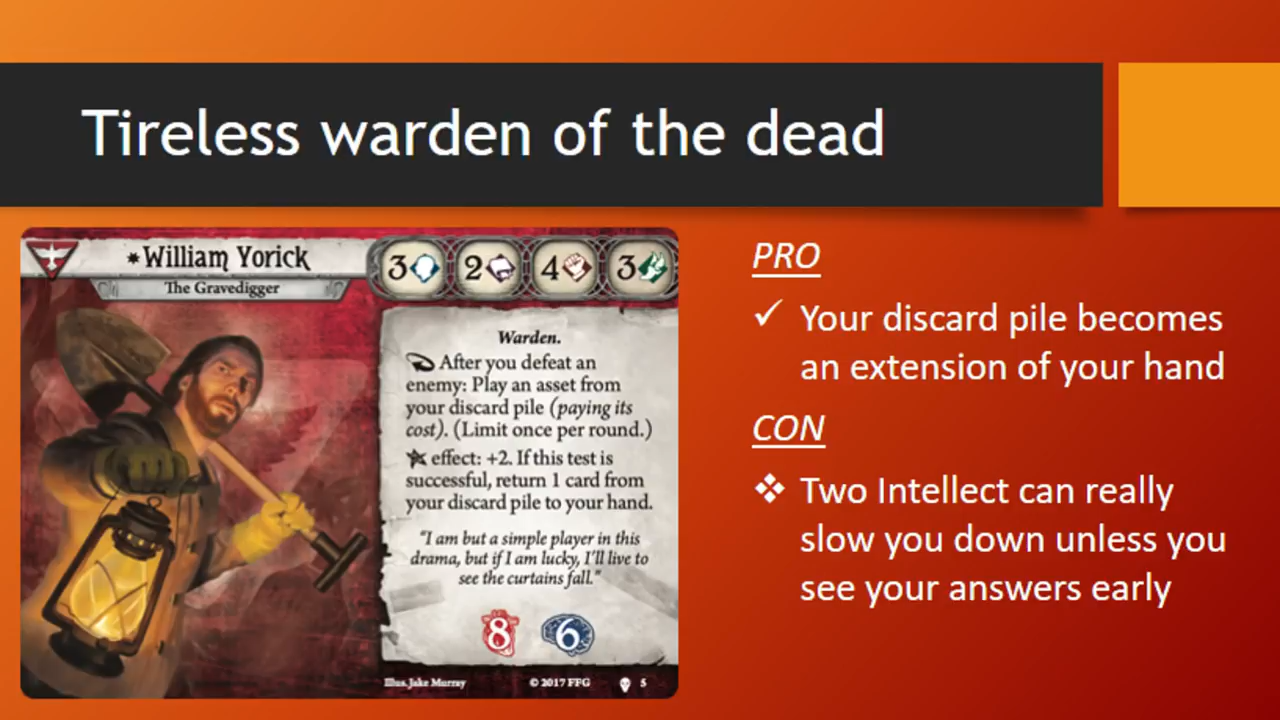 Tireless warden of the dead
William Yorick
3 2 4 3
The Gravedigger
Warden.
After you defeat an
enemy: Play an asset from
your discard pile (paying its
cost). (Limit once per round.)
effect: +2. If this test is
successful, return 1 card from
your discard pile to your hand.
"I am but a simple player in this
drama, but if I am lucky, I'll live to
see the curtains fall."
8 6
Illus. Jake Murray © 2017 FFG 5
PRO
Your discard pile becomes
an extension of your hand
CON
Two Intellect can really
slow you down unless you
see your answers early